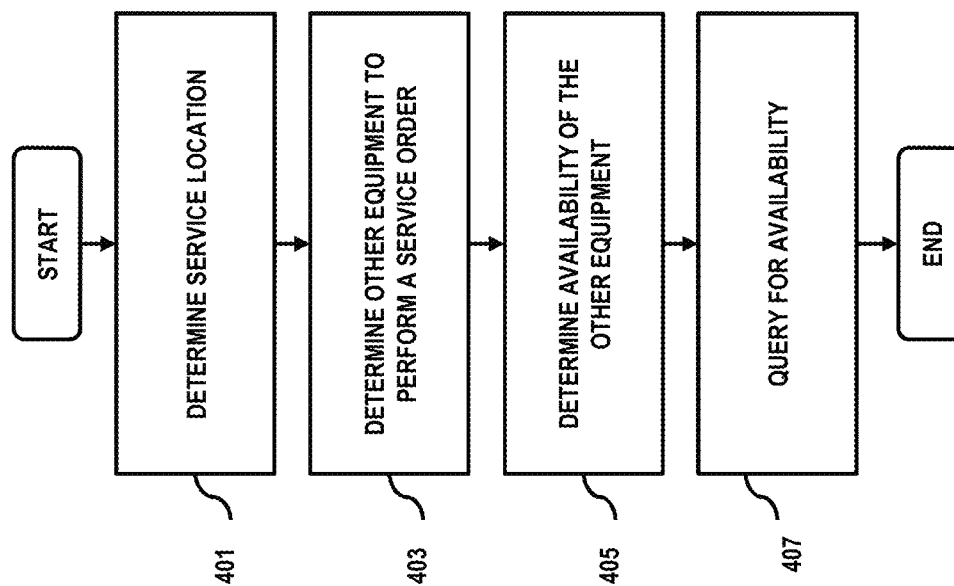 START
401
DETERMINE SERVICE LOCATION
403
DETERMINE OTHER EQUIPMENT TO
PERFORM A SERVICE ORDER
405
DETERMINE AVAILABILITY OF THE
OTHER EQUIPMENT
407
QUERY FOR AVAILABILITY
END